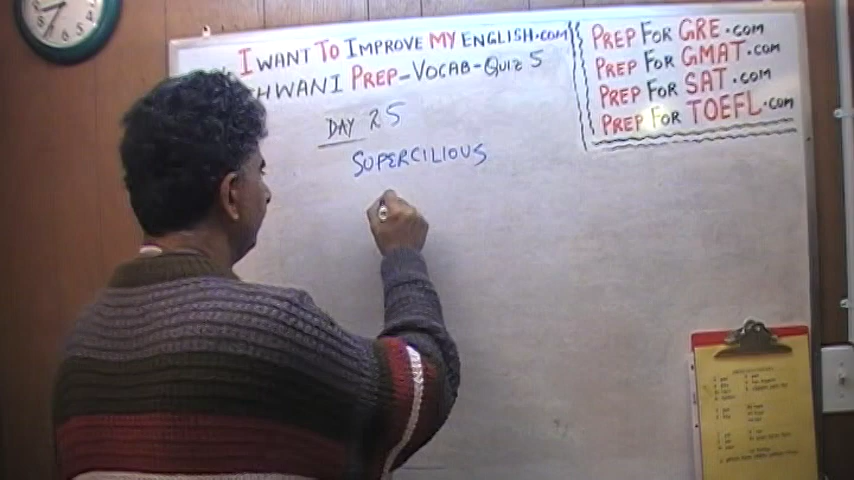 I WANT TO IMPROVE MY ENGLISH.COM
HWANI PREP-VOCAB-QUIZ 5
DAY 25
SUPERCILIOUS
PREP FOR GRE.COM
PREP FOR GMAT.COM
PREP FOR SAT.COM
PREP FOR TOEFL.COM